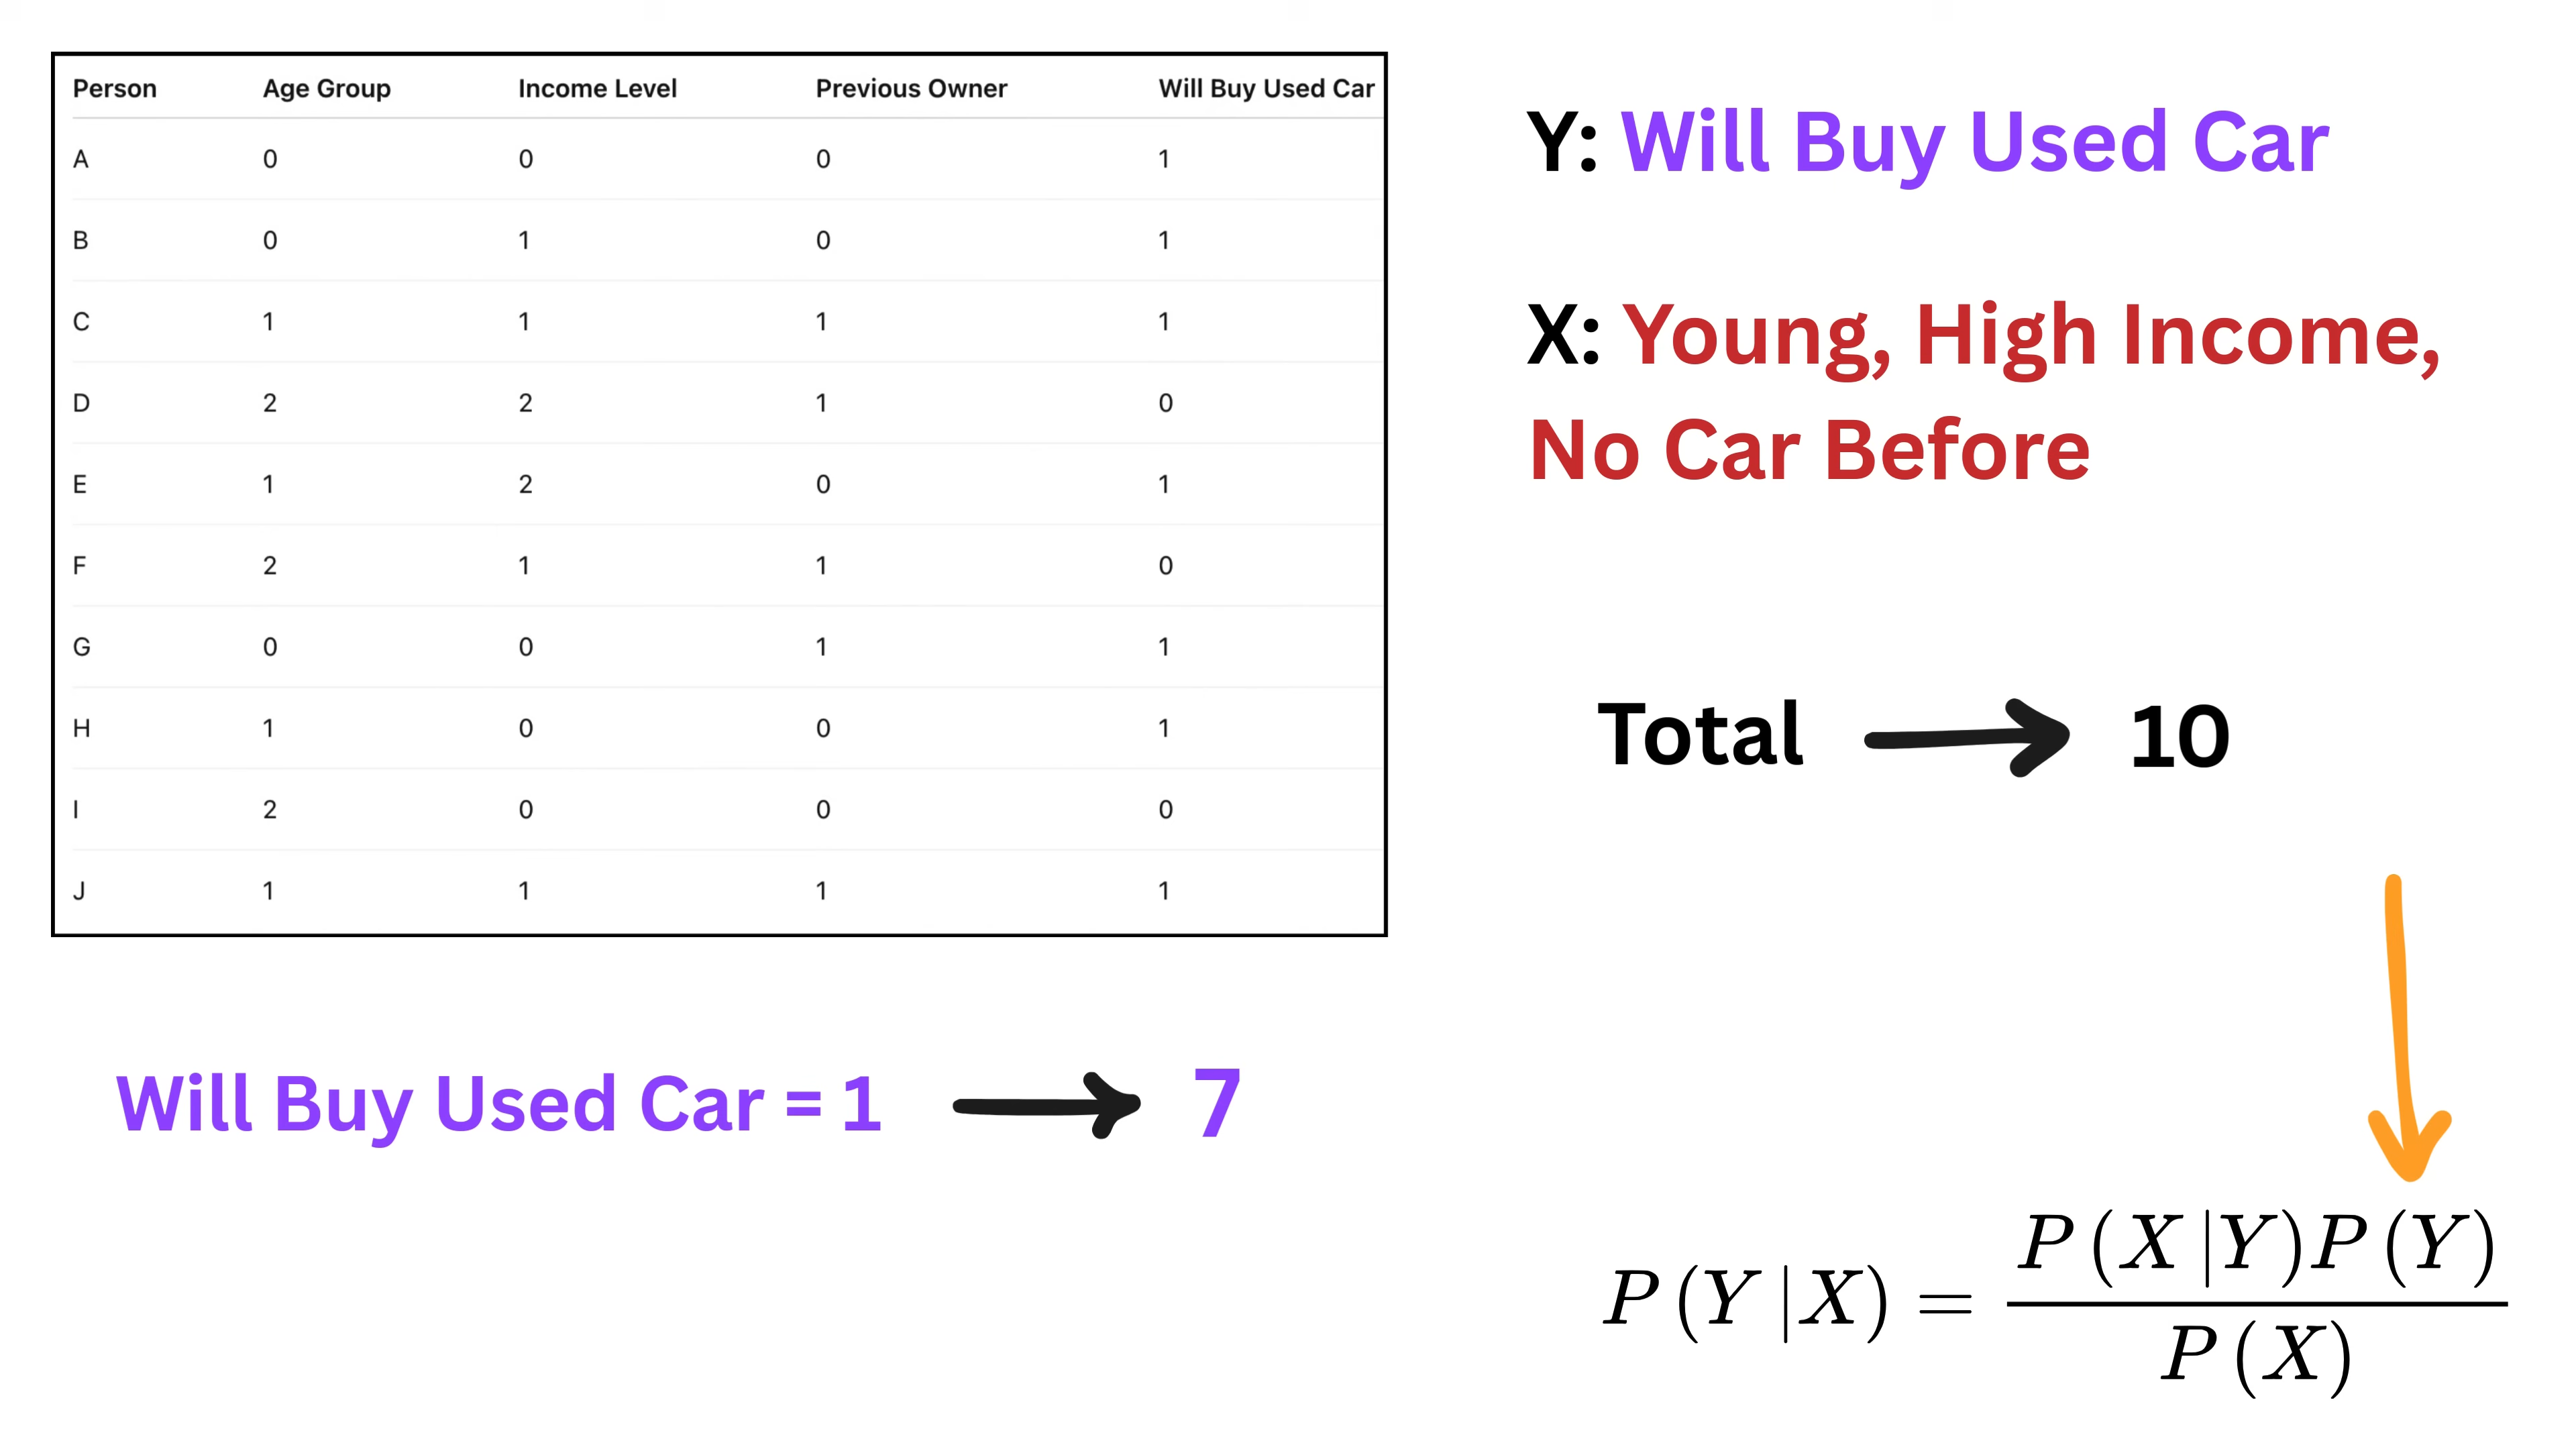 Person Age Group Income Level Previous Owner Will Buy Used Car
A 0 0 0 1
B 0 1 0 1
C 1 1 1 1
D 2 2 1 0
E 1 2 0 1
F 2 1 1 0
G 0 0 1 1
H 1 0 0 1
I 2 0 0 0
J 1 1 1 1
Y: Will Buy Used Car
X: Young, High Income,
No Car Before
Total 10
Will Buy Used Car = 1 7
P(Y|X) = P(X|Y)P(Y)
P(X)